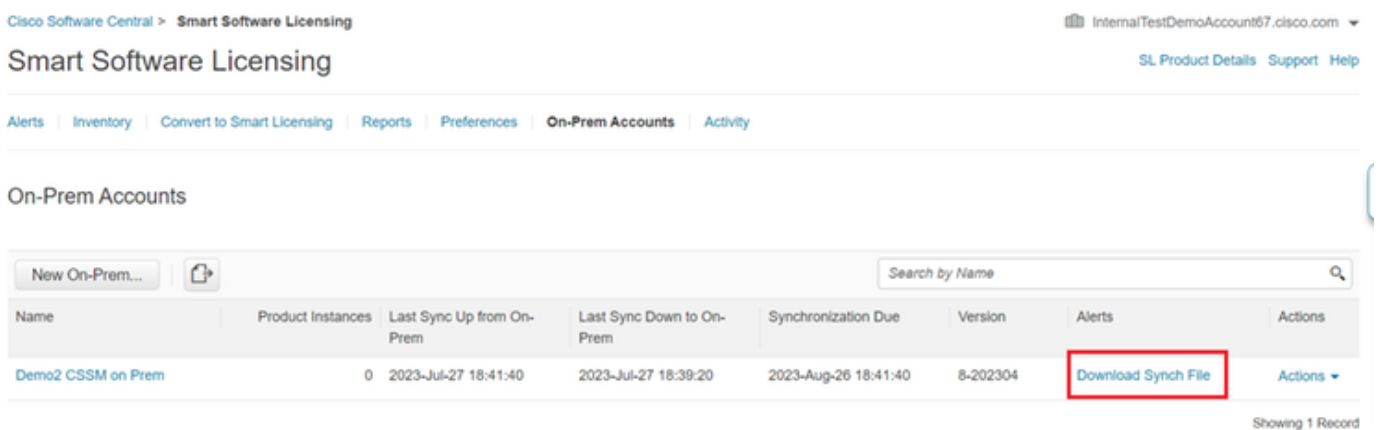 Cisco Software Central > Smart Software Licensing
InternalTestDemoAccount67.cisco.com
Smart Software Licensing
SL Product Details Support Help
Alerts Inventory Convert to Smart Licensing Reports Preferences On-Prem Accounts Activity
On-Prem Accounts
New On-Prem... Search by Name
Name Product Instances Last Sync Up from On-Prem Last Sync Down to On-Prem Synchronization Due Version Alerts Actions
Demo2 CSSM on Prem 0 2023-Jul-27 18:41:40 2023-Jul-27 18:39:20 2023-Aug-26 18:41:40 8-202304 Download Synch File Actions
Showing 1 Record